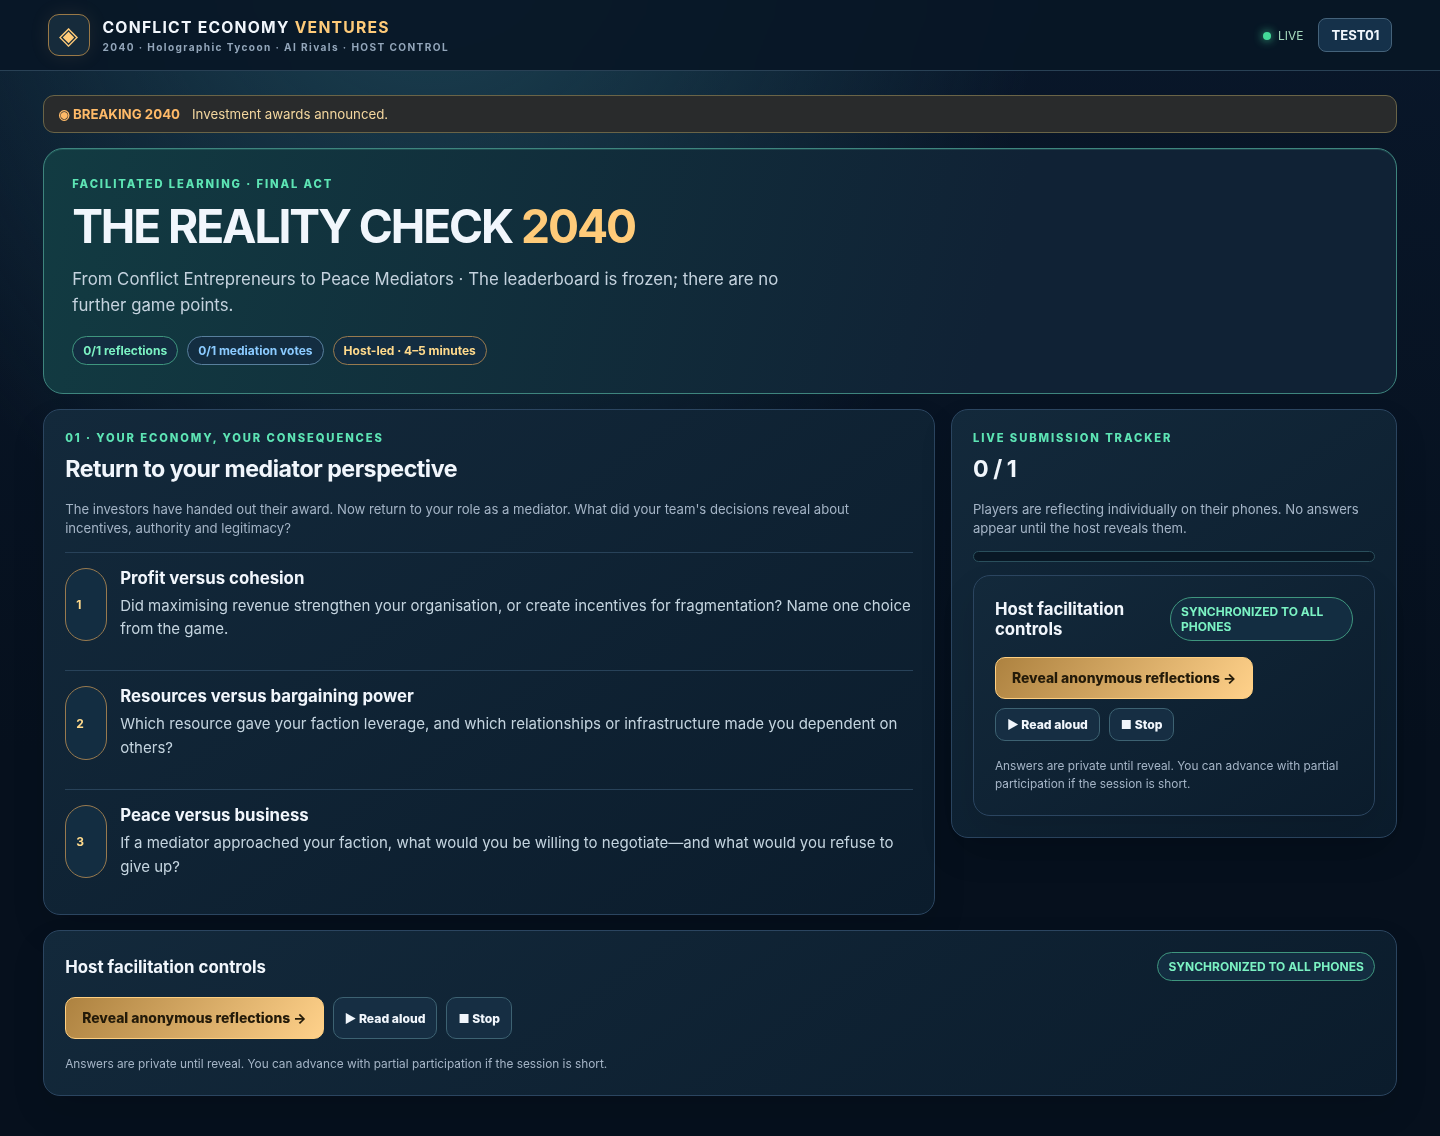 CONFLICT ECONOMY VENTURES
2040 · Holographic Tycoon · AI Rivals · HOST CONTROL
LIVE
TEST01
◉ BREAKING 2040 Investment awards announced.
FACILITATED LEARNING · FINAL ACT
THE REALITY CHECK 2040
From Conflict Entrepreneurs to Peace Mediators · The leaderboard is frozen; there are no
further game points.
0/1 reflections
0/1 mediation votes
Host-led · 4–5 minutes
01 · YOUR ECONOMY, YOUR CONSEQUENCES
Return to your mediator perspective
The investors have handed out their award. Now return to your role as a mediator. What did your team's decisions reveal about
incentives, authority and legitimacy?
1
Profit versus cohesion
Did maximising revenue strengthen your organisation, or create incentives for fragmentation? Name one choice
from the game.
2
Resources versus bargaining power
Which resource gave your faction leverage, and which relationships or infrastructure made you dependent on
others?
3
Peace versus business
If a mediator approached your faction, what would you be willing to negotiate—and what would you refuse to
give up?
LIVE SUBMISSION TRACKER
0 / 1
Players are reflecting individually on their phones. No answers
appear until the host reveals them.
Host facilitation
controls
SYNCHRONIZED TO ALL
PHONES
Reveal anonymous reflections →
▶ Read aloud
■ Stop
Answers are private until reveal. You can advance with partial
participation if the session is short.
Host facilitation controls
SYNCHRONIZED TO ALL PHONES
Reveal anonymous reflections →
▶ Read aloud
■ Stop
Answers are private until reveal. You can advance with partial participation if the session is short.